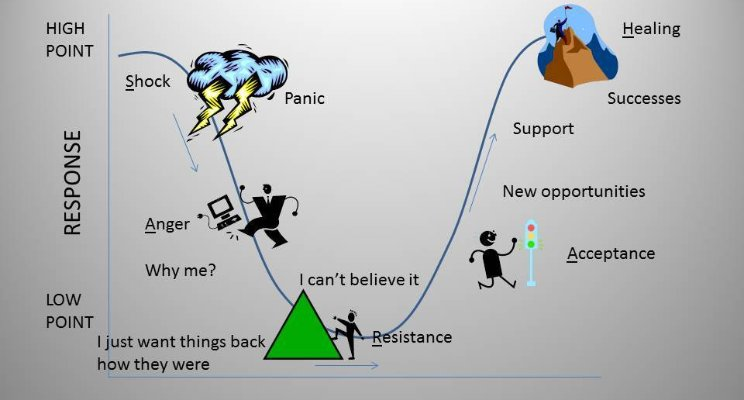 HIGH
POINT
Shock
Panic
RESPONSE
Anger
Why me?
LOW
POINT
I just want things back
how they were
I can't believe it
Resistance
Healing
Successes
Support
New opportunities
Acceptance